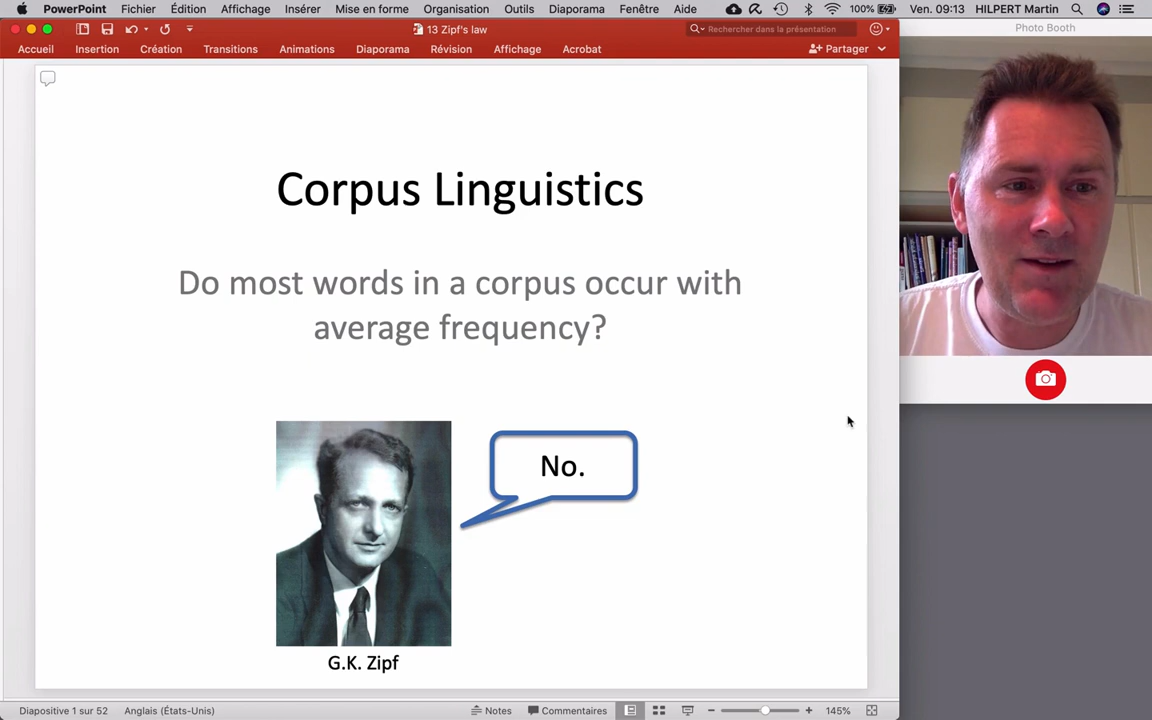 PowerPoint Fichier Édition Affichage Insérer Mise en forme Organisation Outils Diaporama Fenêtre Aide 100% Ven. 09:13 HILPERT Martin
13 Zipf's law
Rechercher dans la présentation
Accueil Insertion Création Transitions Animations Diaporama Révision Affichage Acrobat Partager
Photo Booth
Corpus Linguistics
Do most words in a corpus occur with
average frequency?
No.
G.K. Zipf
Diapositive 1 sur 52 Anglais (États-Unis) Notes Commentaires 145%